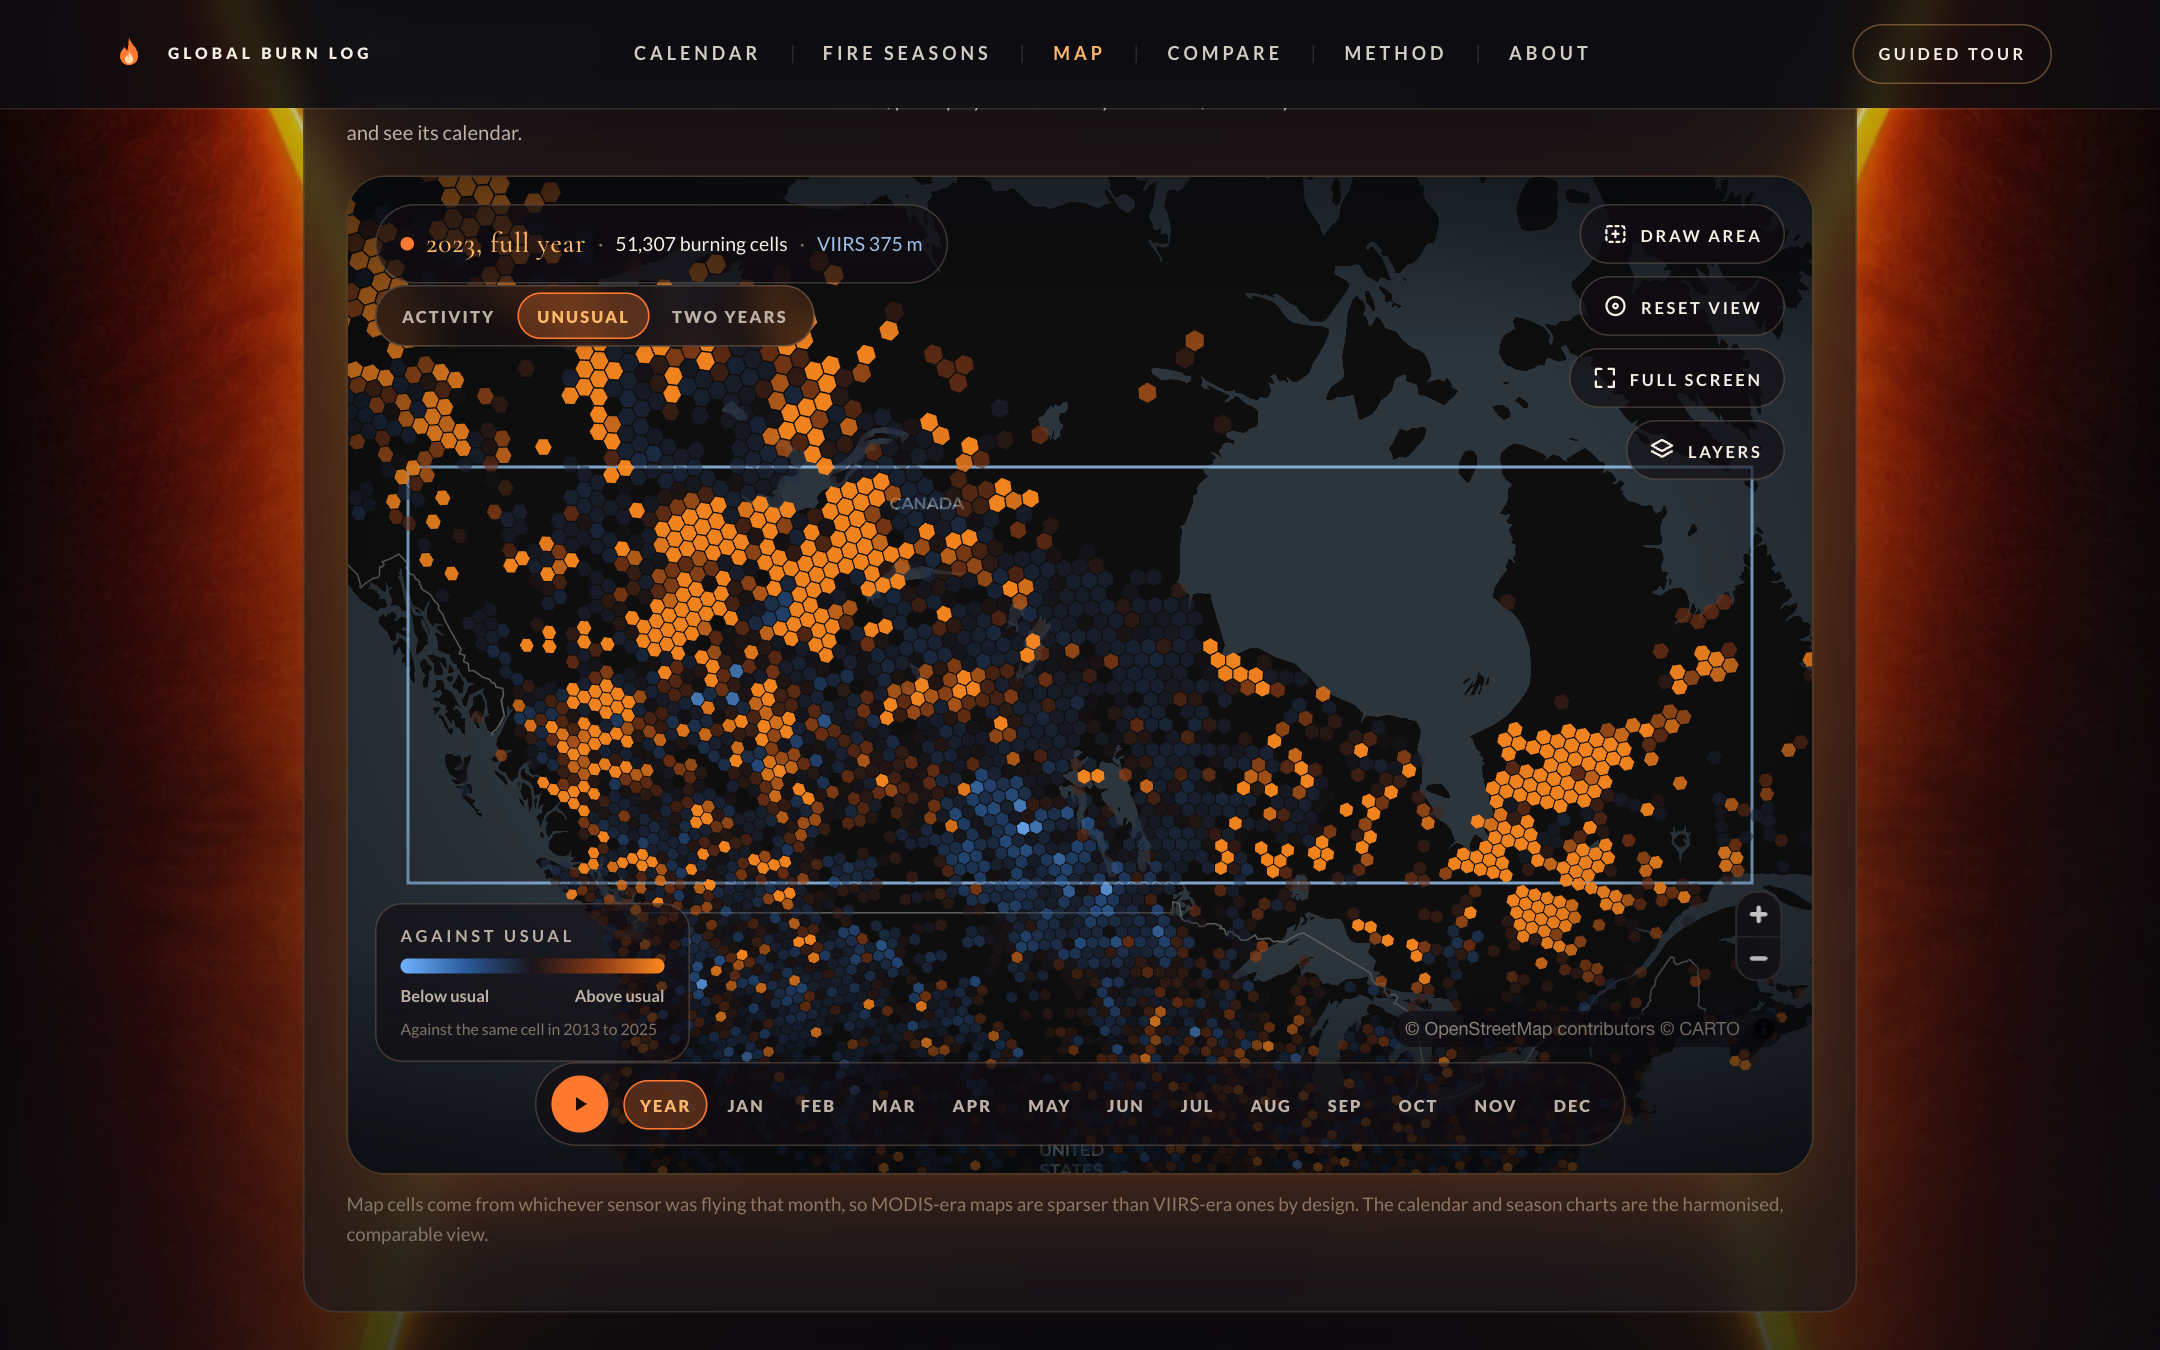 GLOBAL BURN LOG
CALENDAR
FIRE SEASONS
MAP
COMPARE
METHOD
ABOUT
GUIDED TOUR
and see its calendar.
2023, full year · 51,307 burning cells · VIIRS 375 m
ACTIVITY
UNUSUAL
TWO YEARS
DRAW AREA
RESET VIEW
FULL SCREEN
LAYERS
CANADA
AGAINST USUAL
Below usual
Above usual
Against the same cell in 2013 to 2025
© OpenStreetMap contributors © CARTO
YEAR
JAN
FEB
MAR
APR
MAY
JUN
JUL
AUG
SEP
OCT
NOV
DEC
UNITED
STATES
Map cells come from whichever sensor was flying that month, so MODIS-era maps are sparser than VIIRS-era ones by design. The calendar and season charts are the harmonised,
comparable view.